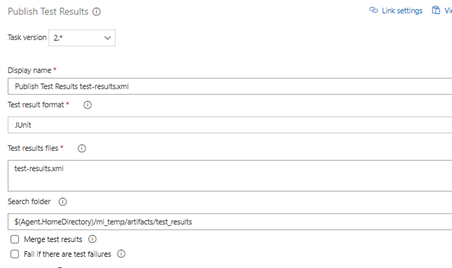 Publish Test Results
Link settings
Task version 2.*
Display name *
Publish Test Results test-results.xml
Test result format *
JUnit
Test results files *
test-results.xml
Search folder
$(Agent.HomeDirectory)/ml_temp/artifacts/test_results
Merge test results
Fail if there are test failures